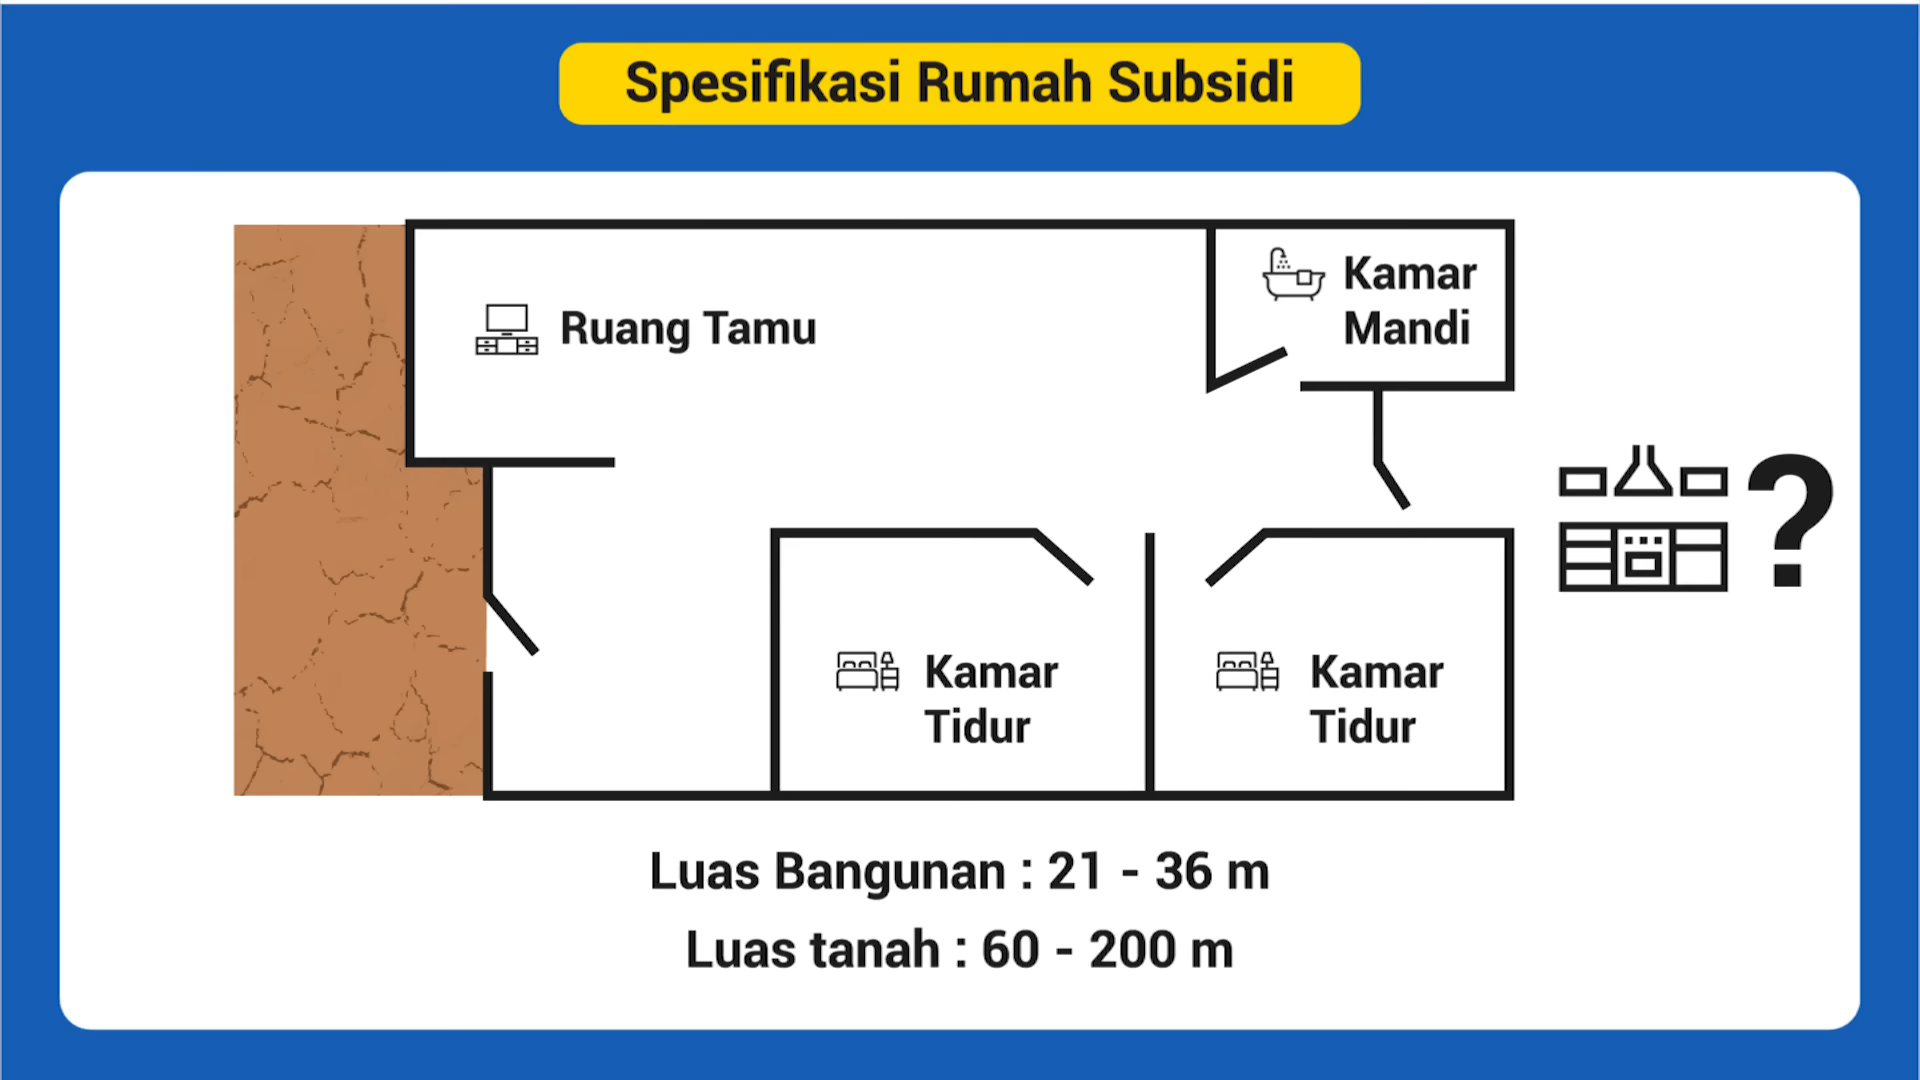 Spesifikasi Rumah Subsidi
Ruang Tamu
Kamar
Mandi
?
Kamar
Tidur
Kamar
Tidur
Luas Bangunan : 21 - 36 m
Luas tanah : 60 - 200 m